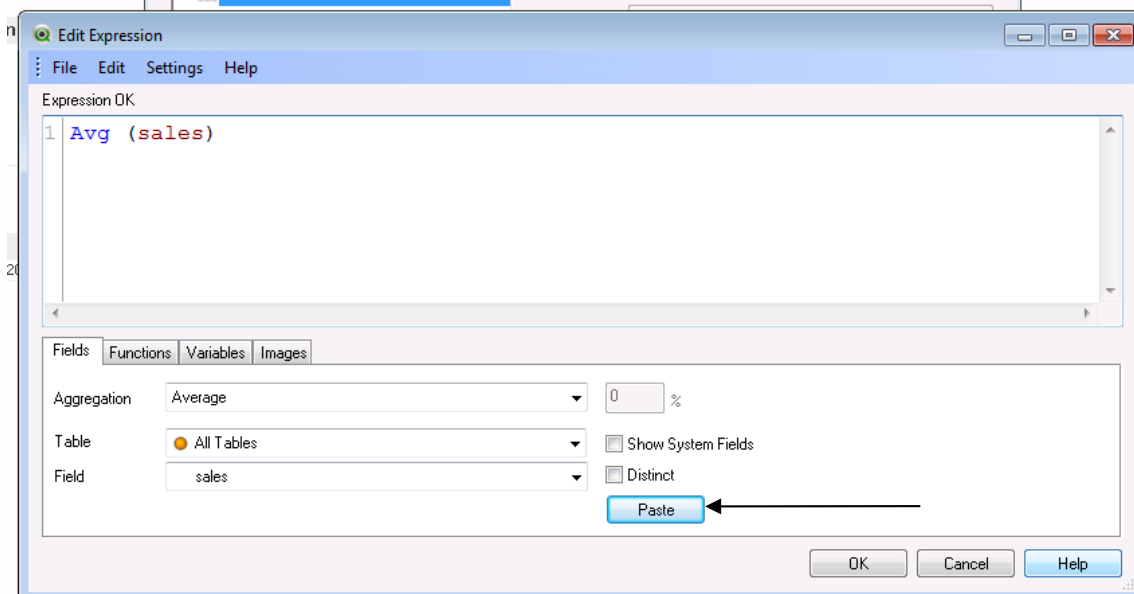 n
Edit Expression
File Edit Settings Help
Expression OK
1 Avg (sales)
20
Fields Functions Variables Images
Aggregation Average 0 %
Table All Tables Show System Fields
Field sales Distinct
Paste
OK Cancel Help